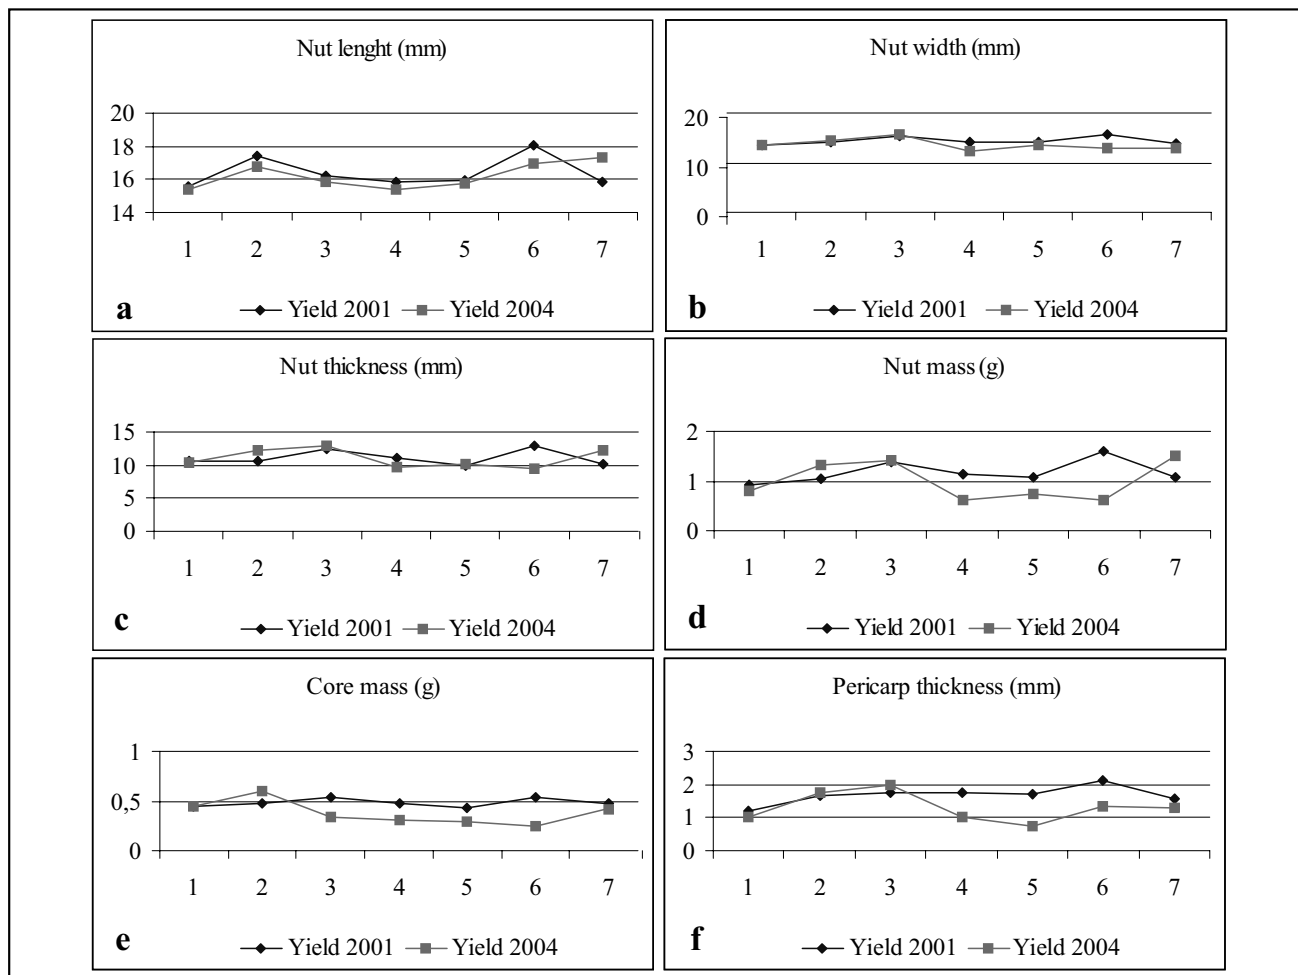 Nut lenght (mm)
20
18
16
14
1 2 3 4 5 6 7
a
Yield 2001 Yield 2004
Nut width (mm)
20
10
0
1 2 3 4 5 6 7
b
Yield 2001 Yield 2004
Nut thickness (mm)
15
10
5
0
1 2 3 4 5 6 7
c
Yield 2001 Yield 2004
Nut mass (g)
2
1
0
1 2 3 4 5 6 7
d
Yield 2001 Yield 2004
Core mass (g)
1
0,5
0
1 2 3 4 5 6 7
e
Yield 2001 Yield 2004
Pericarp thickness (mm)
3
2
1
0
1 2 3 4 5 6 7
f
Yield 2001 Yield 2004